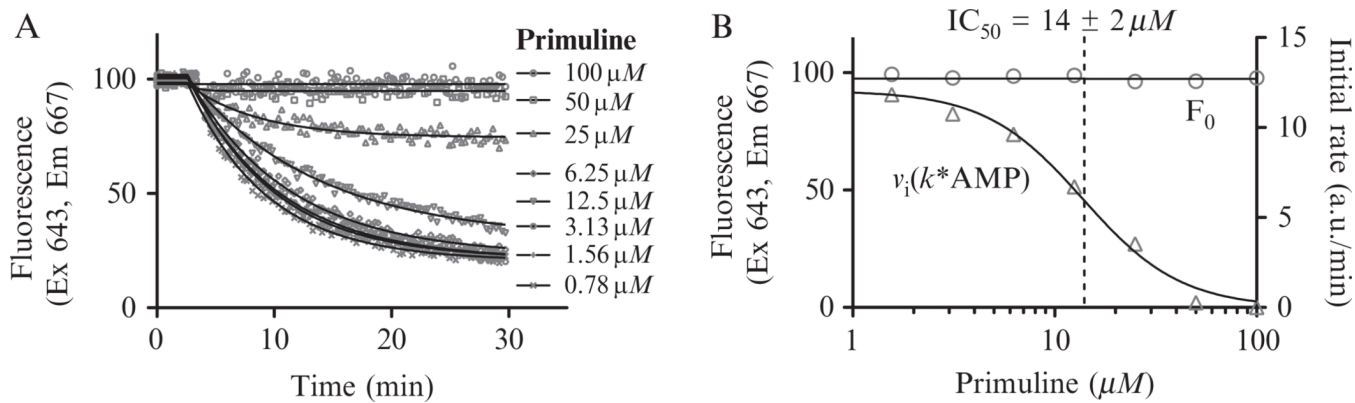 A
Fluorescence
(Ex 643, Em 667)
100
50
0
0
10
20
30
Time (min)
Primuline
100 μM
50 μM
25 μM
6.25 μM
12.5 μM
3.13 μM
1.56 μM
0.78 μM
B
IC50 = 14 ± 2 μM
Fluorescence
(Ex 643, Em 667)
100
50
0
F0
vi(k*AMP)
15
10
5
0
Initial rate (a.u./min)
1
10
100
Primuline (μM)